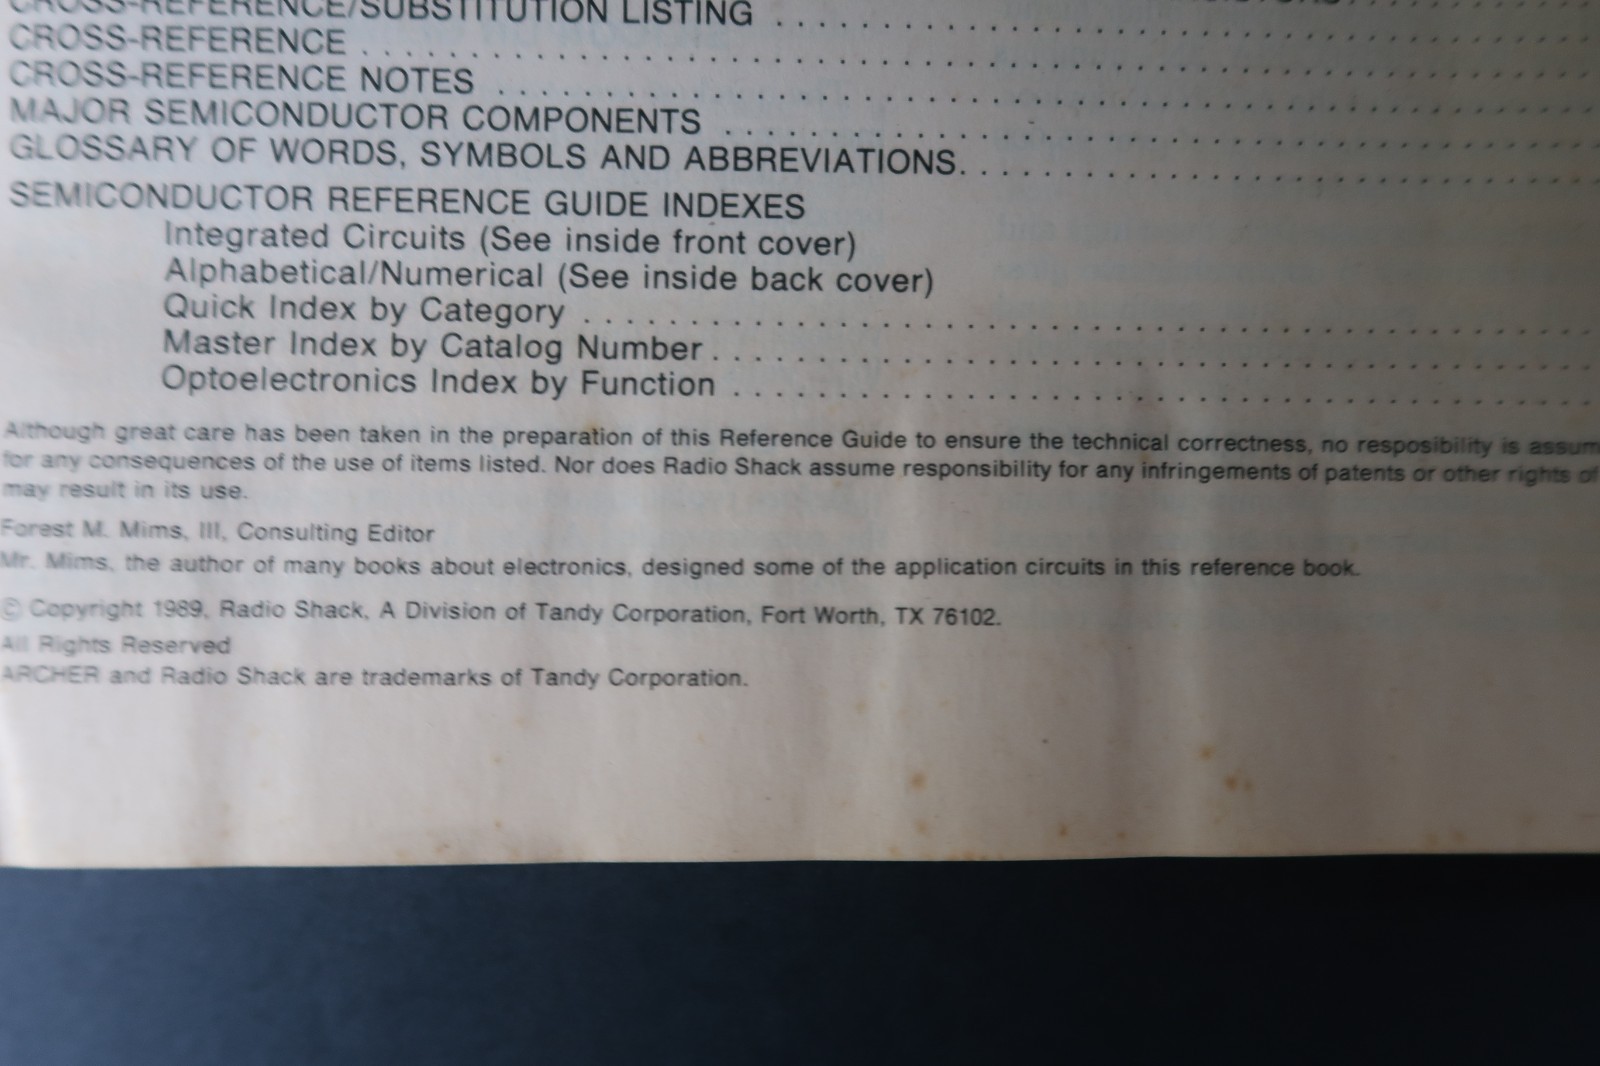 CROSS-REFERENCE/SUBSTITUTION LISTING . . . . . . . . . . . . . . . . . . . . . . .
CROSS-REFERENCE . . . . . . . . . . . . . . . . . . . . . . . . . . . . . . . . . .
CROSS-REFERENCE NOTES . . . . . . . . . . . . . . . . . . . . . . . . . . . . . .
MAJOR SEMICONDUCTOR COMPONENTS . . . . . . . . . . . . . . . . . . . . . . . .
GLOSSARY OF WORDS, SYMBOLS AND ABBREVIATIONS. . . . . . . . . . . . . . . . . .
SEMICONDUCTOR REFERENCE GUIDE INDEXES
Integrated Circuits (See inside front cover)
Alphabetical/Numerical (See inside back cover)
Quick Index by Category . . . . . . . . . . . . . . . . . . . . . . . . . . . . .
Master Index by Catalog Number . . . . . . . . . . . . . . . . . . . . . . . . .
Optoelectronics Index by Function . . . . . . . . . . . . . . . . . . . . . . . .
Although great care has been taken in the preparation of this Reference Guide to ensure the technical correctness, no resposibility is assum
for any consequences of the use of items listed. Nor does Radio Shack assume responsibility for any infringements of patents or other rights of
may result in its use.
Forest M. Mims, III, Consulting Editor
Mr. Mims, the author of many books about electronics, designed some of the application circuits in this reference book.
© Copyright 1989, Radio Shack, A Division of Tandy Corporation, Fort Worth, TX 76102.
All Rights Reserved
ARCHER and Radio Shack are trademarks of Tandy Corporation.